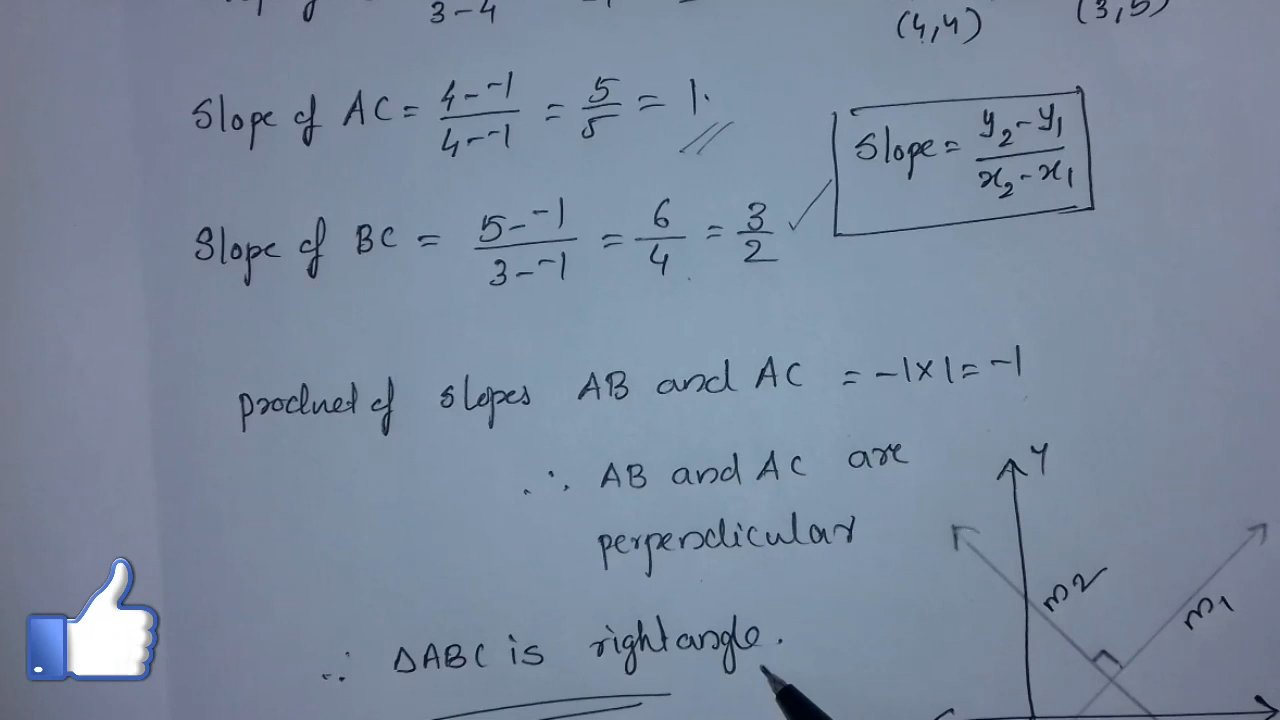 3-4
(4,4) (3,5)
Slope of AC = 4--1/4--1 = 5/5 = 1.
Slope = y₂-y₁/x₂-x₁
Slope of BC = 5--1/3--1 = 6/4 = 3/2
product of slopes AB and AC = -1×1 = -1
∴ AB and AC are
perpendicular
Y
m2
m1
∴ ΔABC is rightangle.